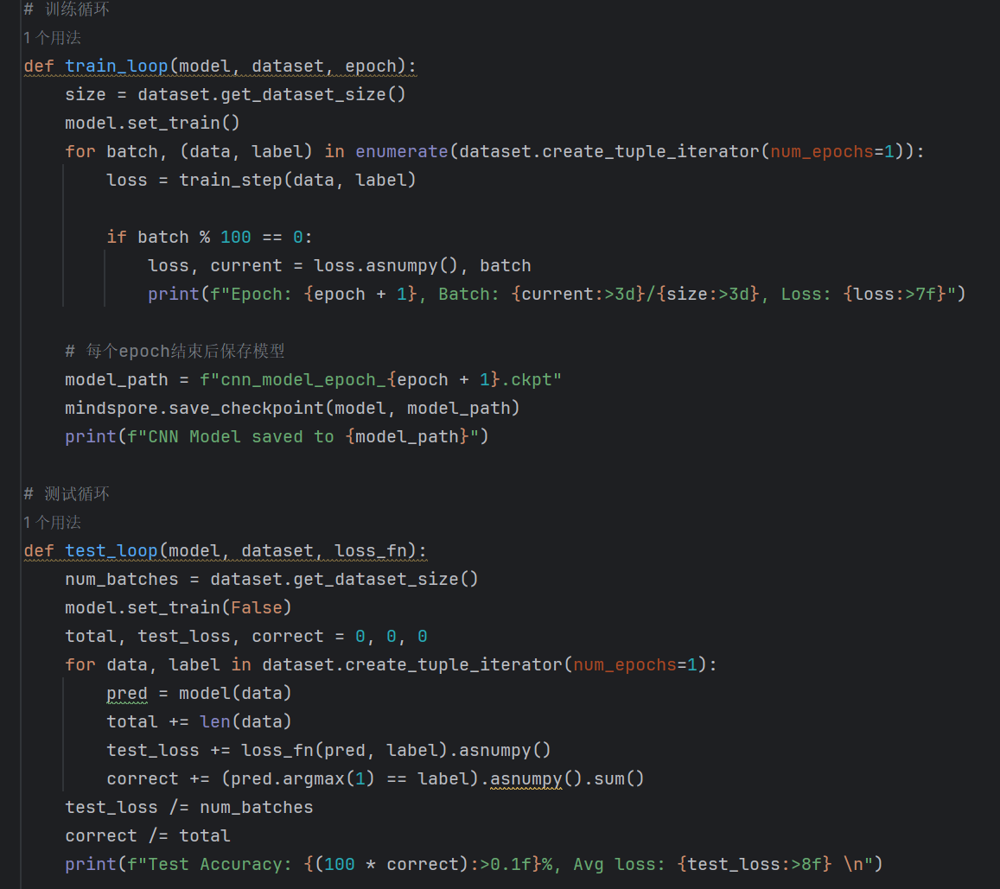 # 训练循环
1 个用法
def train_loop(model, dataset, epoch):
    size = dataset.get_dataset_size()
    model.set_train()
    for batch, (data, label) in enumerate(dataset.create_tuple_iterator(num_epochs=1)):
        loss = train_step(data, label)

        if batch % 100 == 0:
            loss, current = loss.asnumpy(), batch
            print(f"Epoch: {epoch + 1}, Batch: {current:>3d}/{size:>3d}, Loss: {loss:>7f}")

    # 每个epoch结束后保存模型
    model_path = f"cnn_model_epoch_{epoch + 1}.ckpt"
    mindspore.save_checkpoint(model, model_path)
    print(f"CNN Model saved to {model_path}")

# 测试循环
1 个用法
def test_loop(model, dataset, loss_fn):
    num_batches = dataset.get_dataset_size()
    model.set_train(False)
    total, test_loss, correct = 0, 0, 0
    for data, label in dataset.create_tuple_iterator(num_epochs=1):
        pred = model(data)
        total += len(data)
        test_loss += loss_fn(pred, label).asnumpy()
        correct += (pred.argmax(1) == label).asnumpy().sum()
    test_loss /= num_batches
    correct /= total
    print(f"Test Accuracy: {(100 * correct):>0.1f}%, Avg loss: {test_loss:>8f} \n")